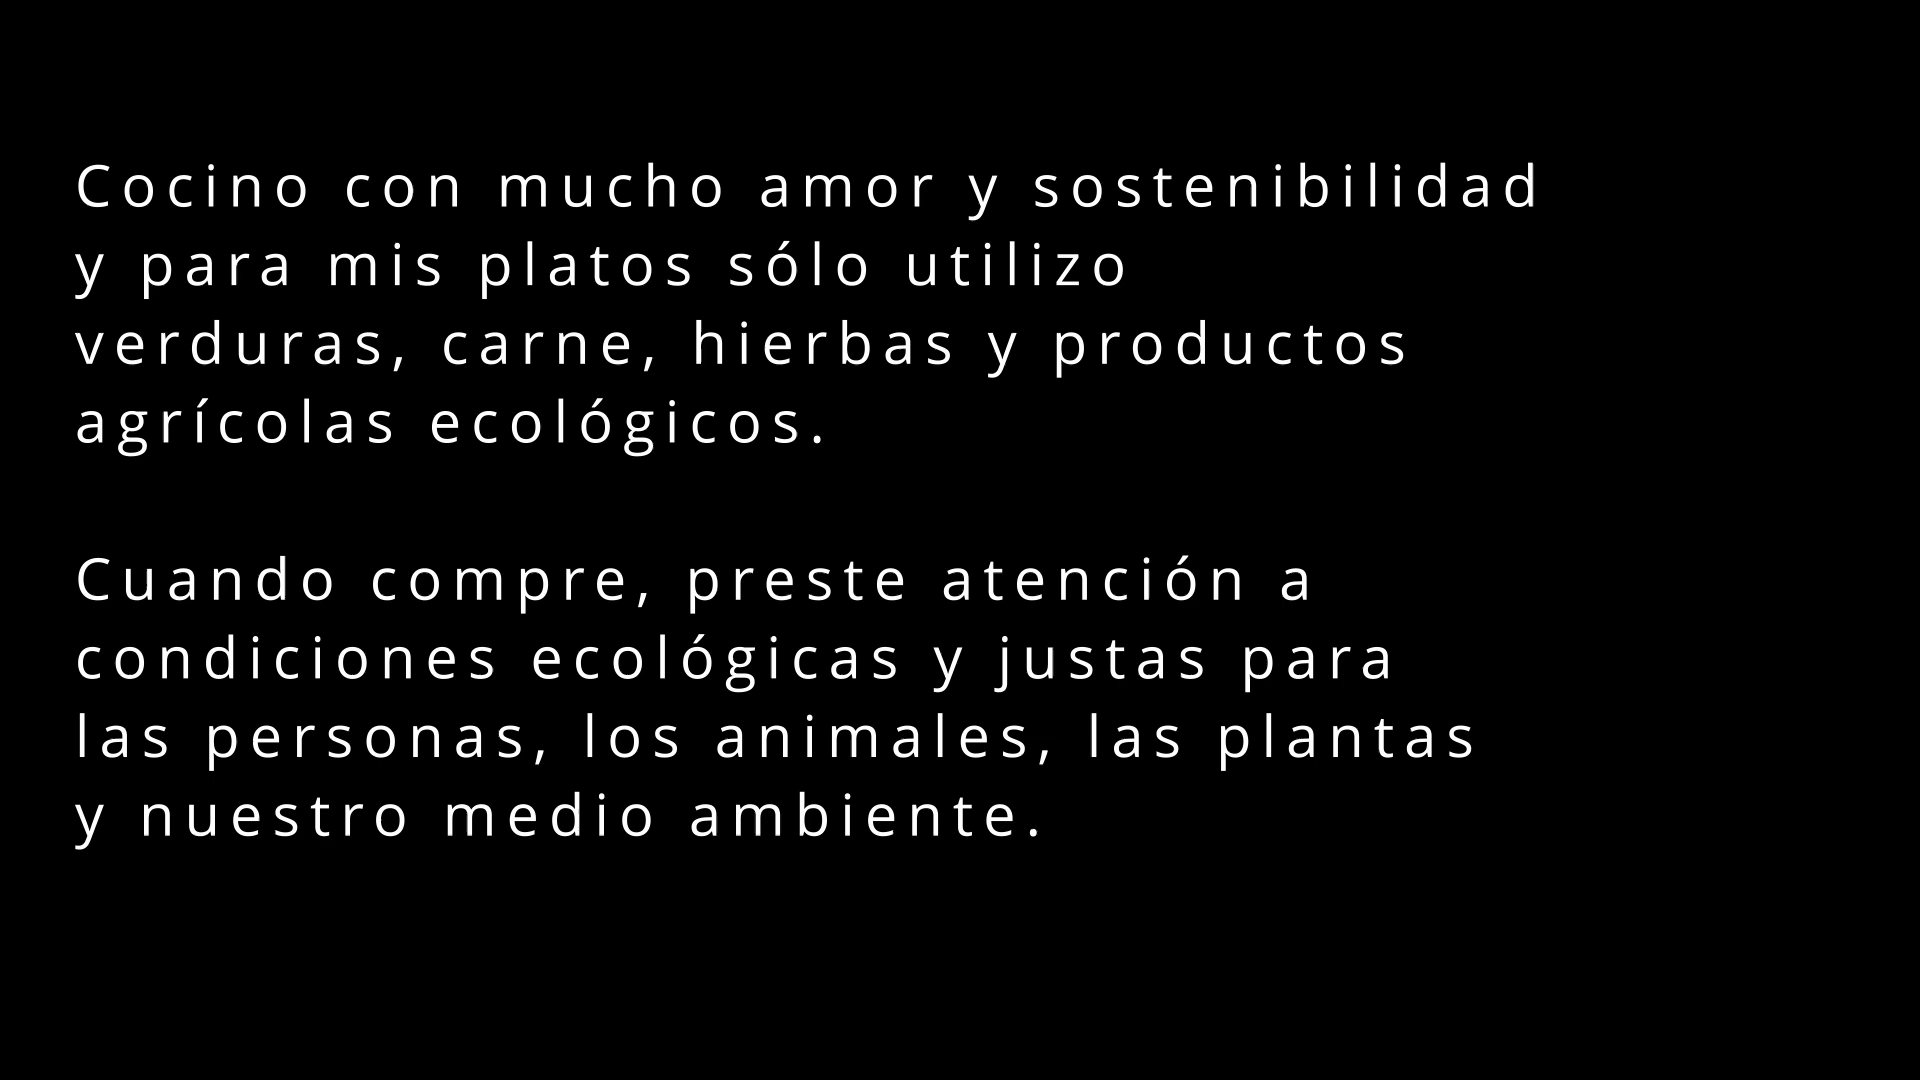 Cocino con mucho amor y sostenibilidad
y para mis platos sólo utilizo
verduras, carne, hierbas y productos
agrícolas ecológicos.
Cuando compre, preste atención a
condiciones ecológicas y justas para
las personas, los animales, las plantas
y nuestro medio ambiente.